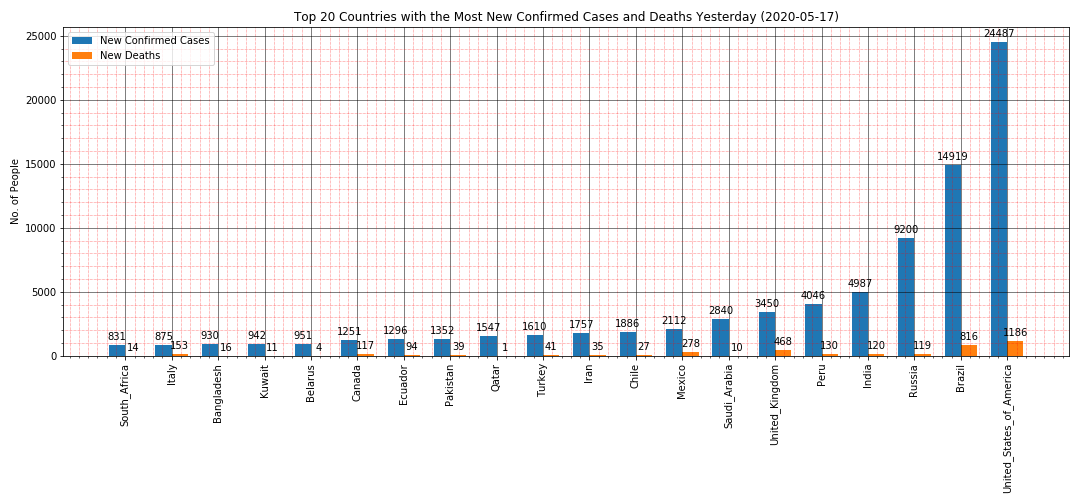 Top 20 Countries with the Most New Confirmed Cases and Deaths Yesterday (2020-05-17)
New Confirmed Cases
New Deaths
No. of People
25000
20000
15000
10000
5000
0
831 14
875 153
930 16
942 11
951 4
1251 117
1296 94
1352 39
1547 1
1610 41
1757 35
1886 27
2112 278
2840 10
3450 468
4046 130
4987 120
9200 119
14919 816
24487 1186
South_Africa
Italy
Bangladesh
Kuwait
Belarus
Canada
Ecuador
Pakistan
Qatar
Turkey
Iran
Chile
Mexico
Saudi_Arabia
United_Kingdom
Peru
India
Russia
Brazil
United_States_of_America